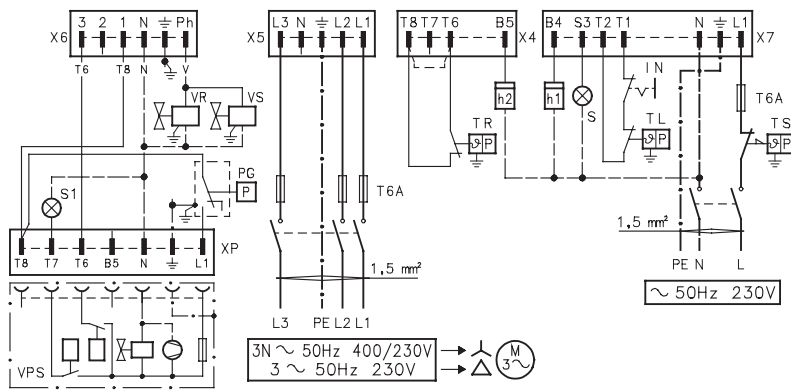 3 2 1 N Ph
X6
T6 T8 N V
VR VS
PG
P
S1
XP
T8 T7 T6 B5 N L1
VPS
L3 N L2 L1
X5
T6A
1,5 mm²
L3 PE L2 L1
3N ~ 50Hz 400/230V
3 ~ 50Hz 230V
M
3~
T8 T7 T6 B5
X4
h2
TR
ϑ P
B4 S3 T2 T1 N L1
X7
h1
S
IN
TL
ϑ P
T6A
TS
ϑ P
1,5 mm²
PE N L
~ 50Hz 230V